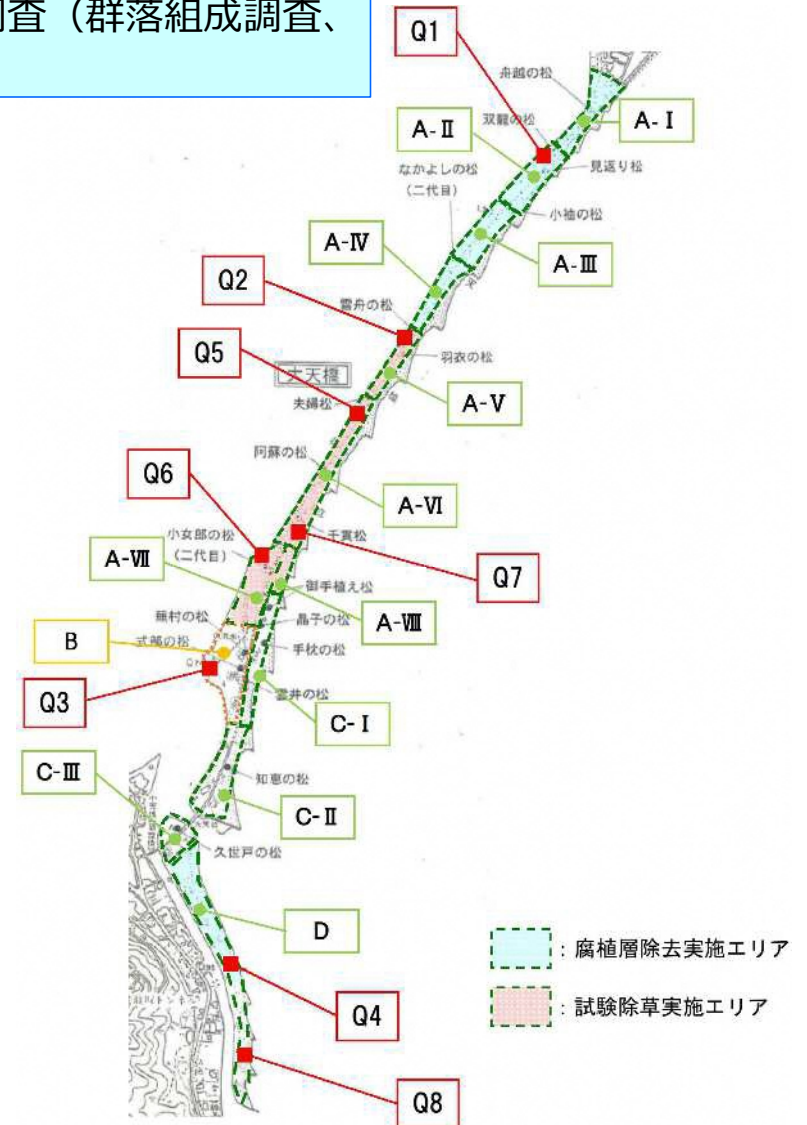 調査（群落組成調査、
Q1
舟越の松
A-Ⅰ
A-Ⅱ
双龍の松
なかよしの松
（二代目）
見返り松
小袖の松
A-Ⅳ
A-Ⅲ
Q2
雪舟の松
羽衣の松
Q5
大天橋
夫婦松
A-Ⅴ
阿蘇の松
Q6
A-Ⅵ
小女郎の松
（二代目）
千貫松
A-Ⅶ
Q7
御手植え松
蕪村の松
晶子の松
A-Ⅷ
B
式部の松
手枕の松
Q3
雲井の松
C-Ⅰ
C-Ⅲ
知恵の松
C-Ⅱ
久世戸の松
D
：腐植層除去実施エリア
Q4
：試験除草実施エリア
Q8